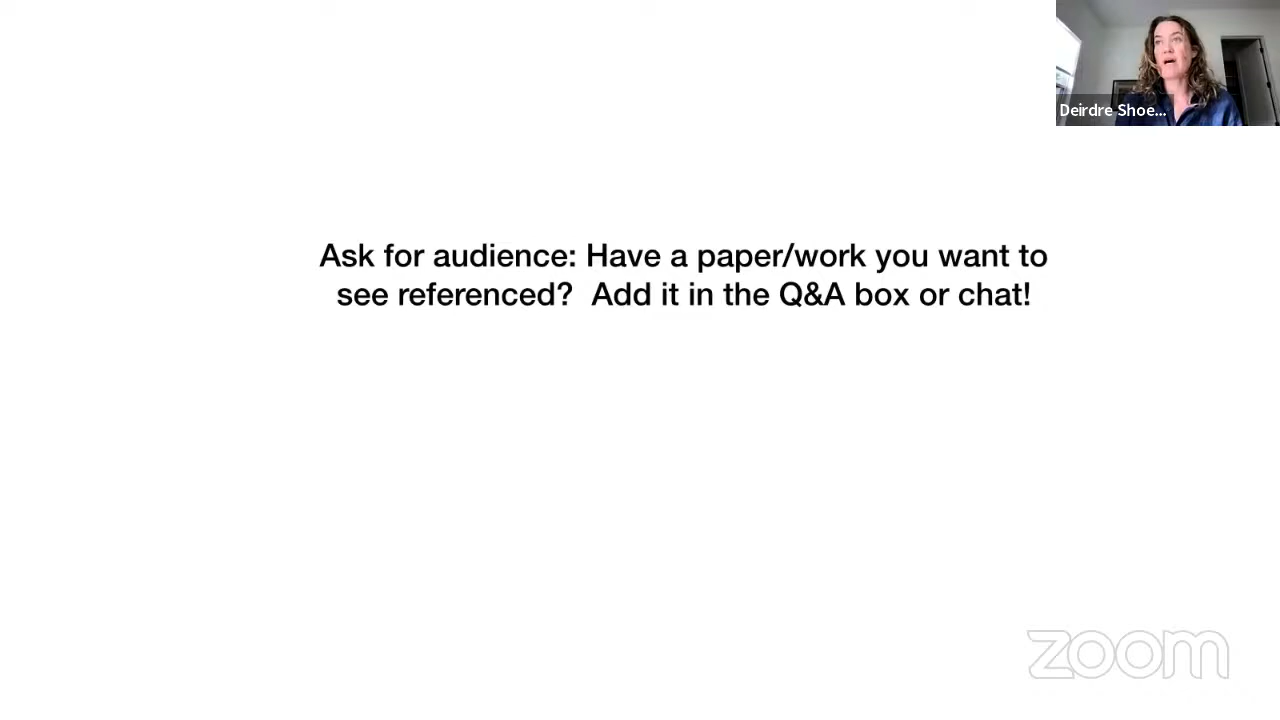 Deirdre Shoe...
Ask for audience: Have a paper/work you want to
see referenced? Add it in the Q&A box or chat!
zoom